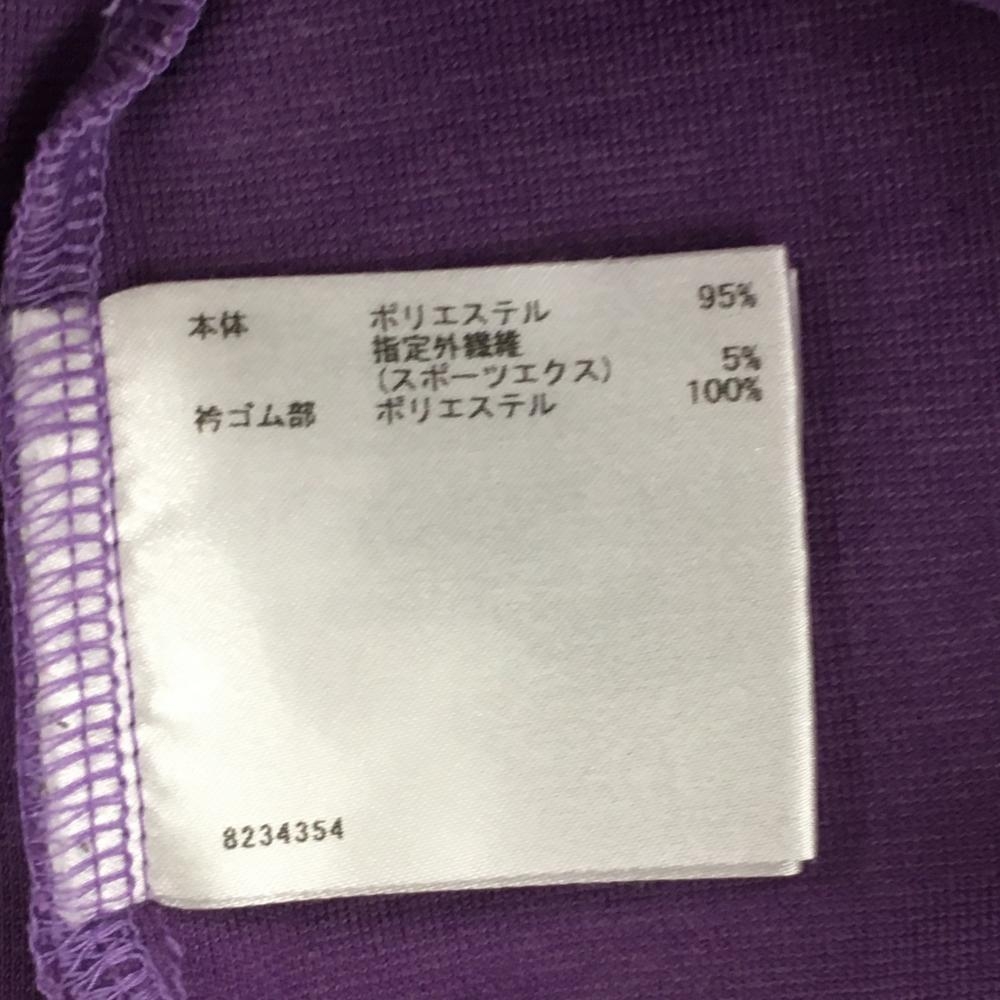 本体 ポリエステル 95%
指定外繊維
(スポーツエクス) 5%
衿ゴム部 ポリエステル 100%
8234354